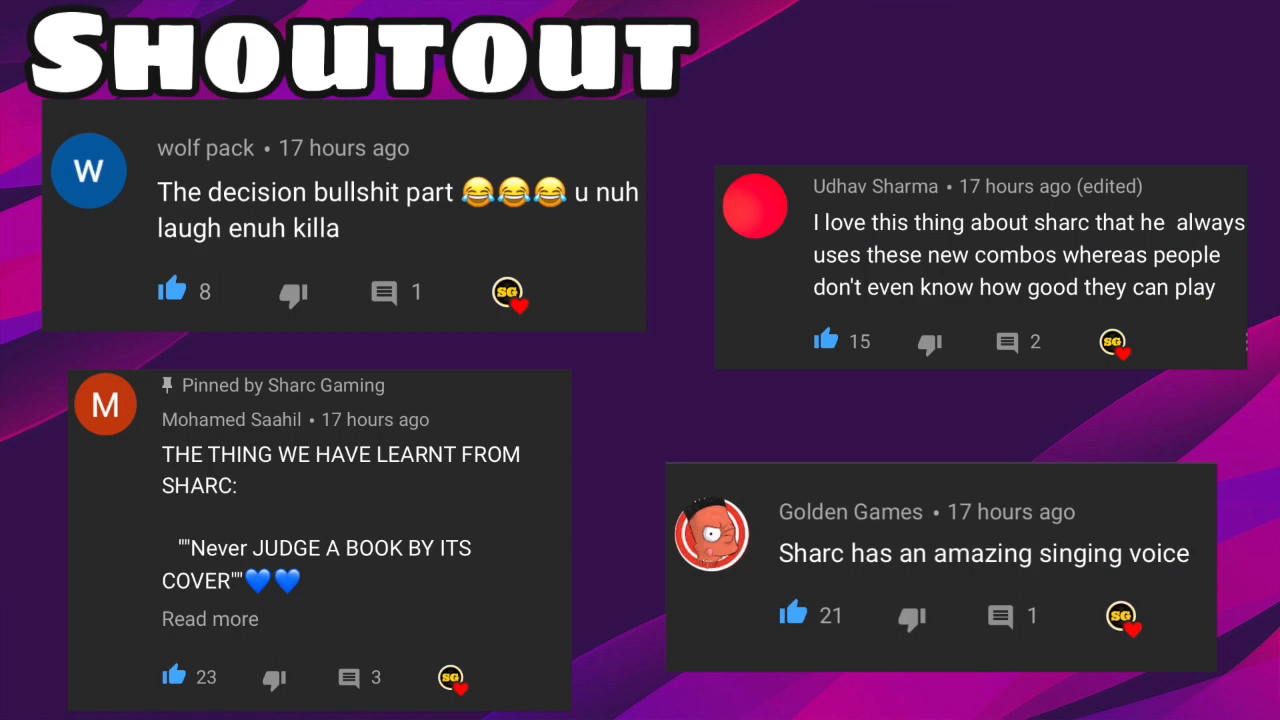 SHOUTOUT
W
wolf pack • 17 hours ago
The decision bullshit part 😂😂😂 u nuh
laugh enuh killa
8
1
SG
Udhav Sharma • 17 hours ago (edited)
I love this thing about sharc that he always
uses these new combos whereas people
don't even know how good they can play
15
2
SG
M
Pinned by Sharc Gaming
Mohamed Saahil • 17 hours ago
THE THING WE HAVE LEARNT FROM
SHARC:
""Never JUDGE A BOOK BY ITS
COVER""💙💙
Read more
23
3
SG
Golden Games • 17 hours ago
Sharc has an amazing singing voice
21
1
SG